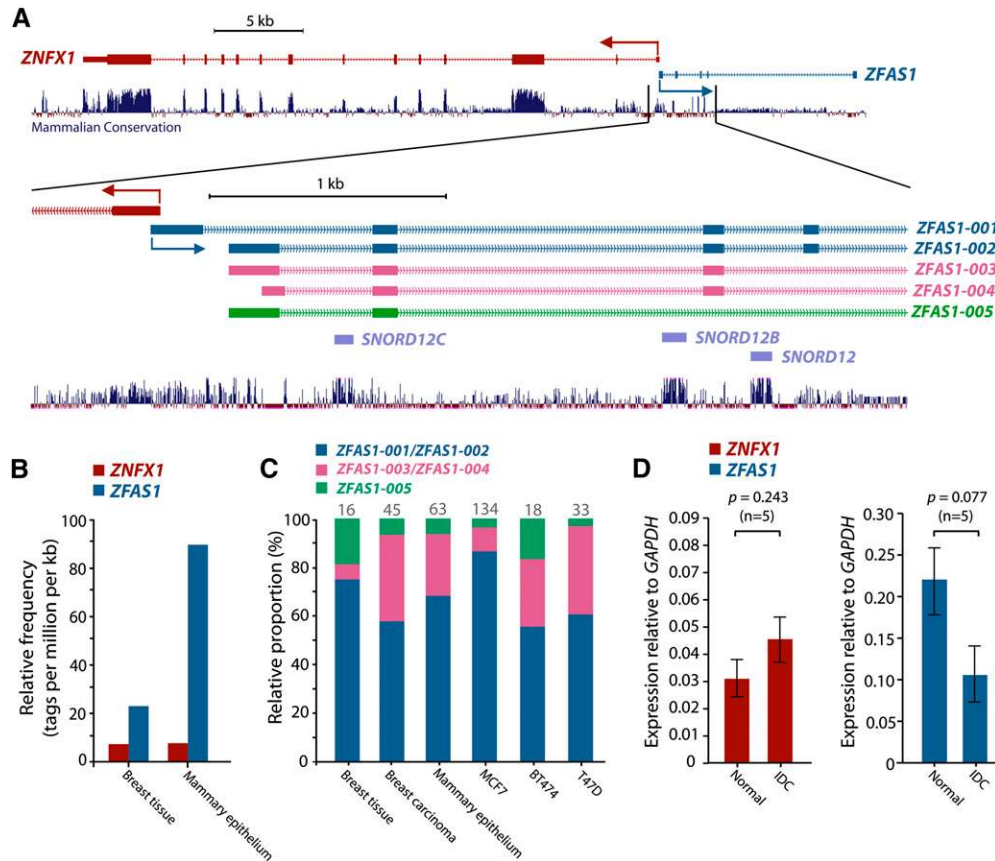 A
5 kb
ZNFX1
ZFAS1
Mammalian Conservation
1 kb
ZFAS1-001
ZFAS1-002
ZFAS1-003
ZFAS1-004
ZFAS1-005
SNORD12C
SNORD12B
SNORD12
B
ZNFX1
ZFAS1
Relative frequency
(tags per million per kb)
100
80
60
40
20
0
Breast tissue
Mammary epithelium
C
ZFAS1-001/ZFAS1-002
ZFAS1-003/ZFAS1-004
ZFAS1-005
16 45 63 134 18 33
Relative proportion (%)
100
80
60
40
20
0
Breast tissue
Breast carcinoma
Mammary epithelium
MCF7
BT474
T47D
D
ZNFX1
ZFAS1
p = 0.243
(n=5)
Expression relative to GAPDH
0.09
0.08
0.07
0.06
0.05
0.04
0.03
0.02
0.01
0.00
Normal
IDC
p = 0.077
(n=5)
Expression relative to GAPDH
0.30
0.25
0.20
0.15
0.10
0.05
0.00
Normal
IDC